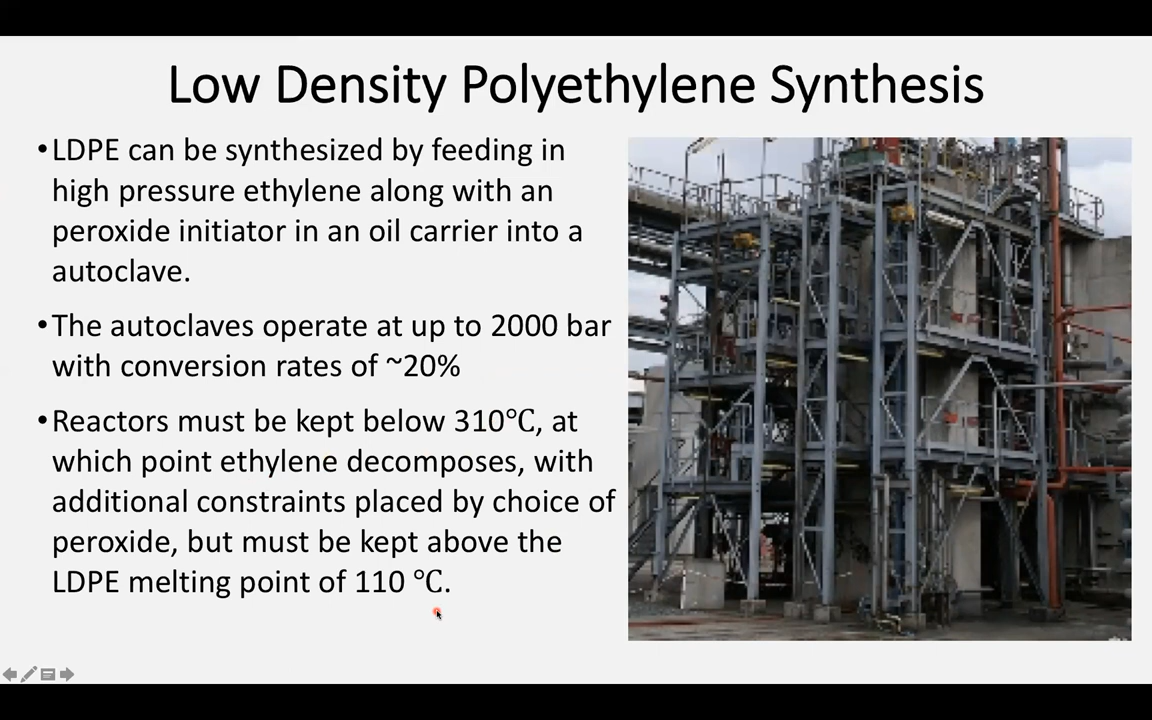 Low Density Polyethylene Synthesis
•LDPE can be synthesized by feeding in
high pressure ethylene along with an
peroxide initiator in an oil carrier into a
autoclave.
•The autoclaves operate at up to 2000 bar
with conversion rates of ~20%
•Reactors must be kept below 310℃, at
which point ethylene decomposes, with
additional constraints placed by choice of
peroxide, but must be kept above the
LDPE melting point of 110 ℃.